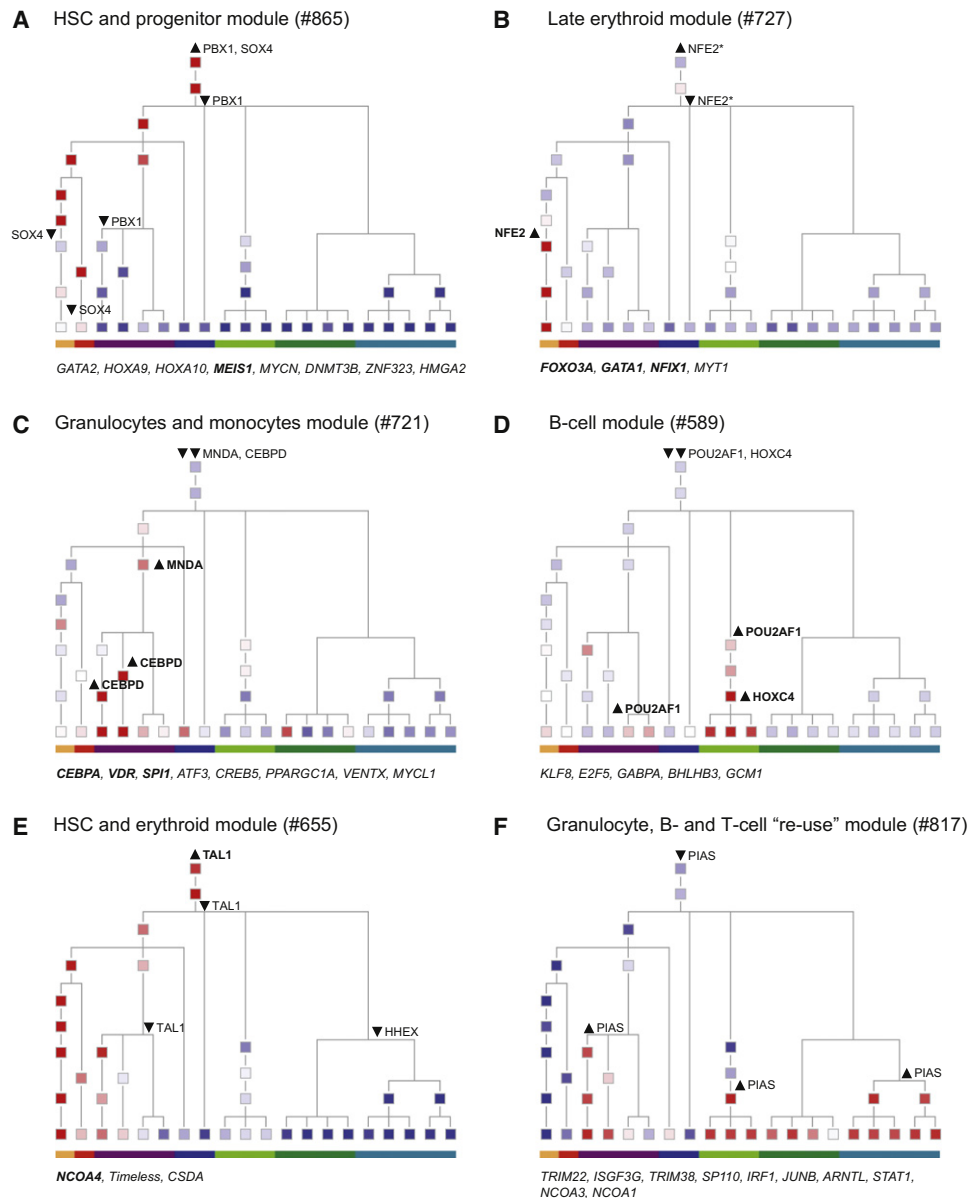 A HSC and progenitor module (#865)
▲ PBX1, SOX4
▼ PBX1
▼ PBX1
SOX4 ▼
▼ SOX4
GATA2, HOXA9, HOXA10, MEIS1, MYCN, DNMT3B, ZNF323, HMGA2
B Late erythroid module (#727)
▲ NFE2*
▼ NFE2*
NFE2 ▲
FOXO3A, GATA1, NFIX1, MYT1
C Granulocytes and monocytes module (#721)
▼▼ MNDA, CEBPD
▲ MNDA
▲ CEBPD
▲ CEBPD
CEBPA, VDR, SPI1, ATF3, CREB5, PPARGC1A, VENTX, MYCL1
D B-cell module (#589)
▼▼ POU2AF1, HOXC4
▲ POU2AF1
▲ HOXC4
▲ POU2AF1
KLF8, E2F5, GABPA, BHLHB3, GCM1
E HSC and erythroid module (#655)
▲ TAL1
▼ TAL1
▼ TAL1
▼ HHEX
NCOA4, Timeless, CSDA
F Granulocyte, B- and T-cell “re-use” module (#817)
▼ PIAS
▲ PIAS
▲ PIAS
▲ PIAS
TRIM22, ISGF3G, TRIM38, SP110, IRF1, JUNB, ARNTL, STAT1,
NCOA3, NCOA1